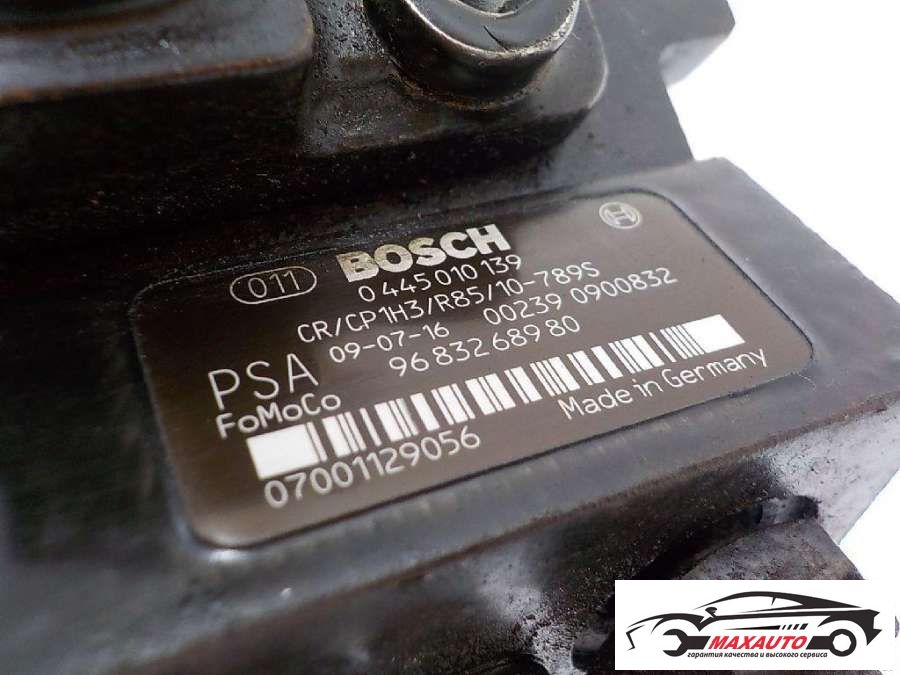 011
BOSCH
0 445 010 139
CR/CP1H3/R85/10-789S
09-07-16 00239 0900832
PSA 96 832 689 80
FoMoCo
Made in Germany
07001129056
MAXAUTO
гарантия качества и высокого сервиса